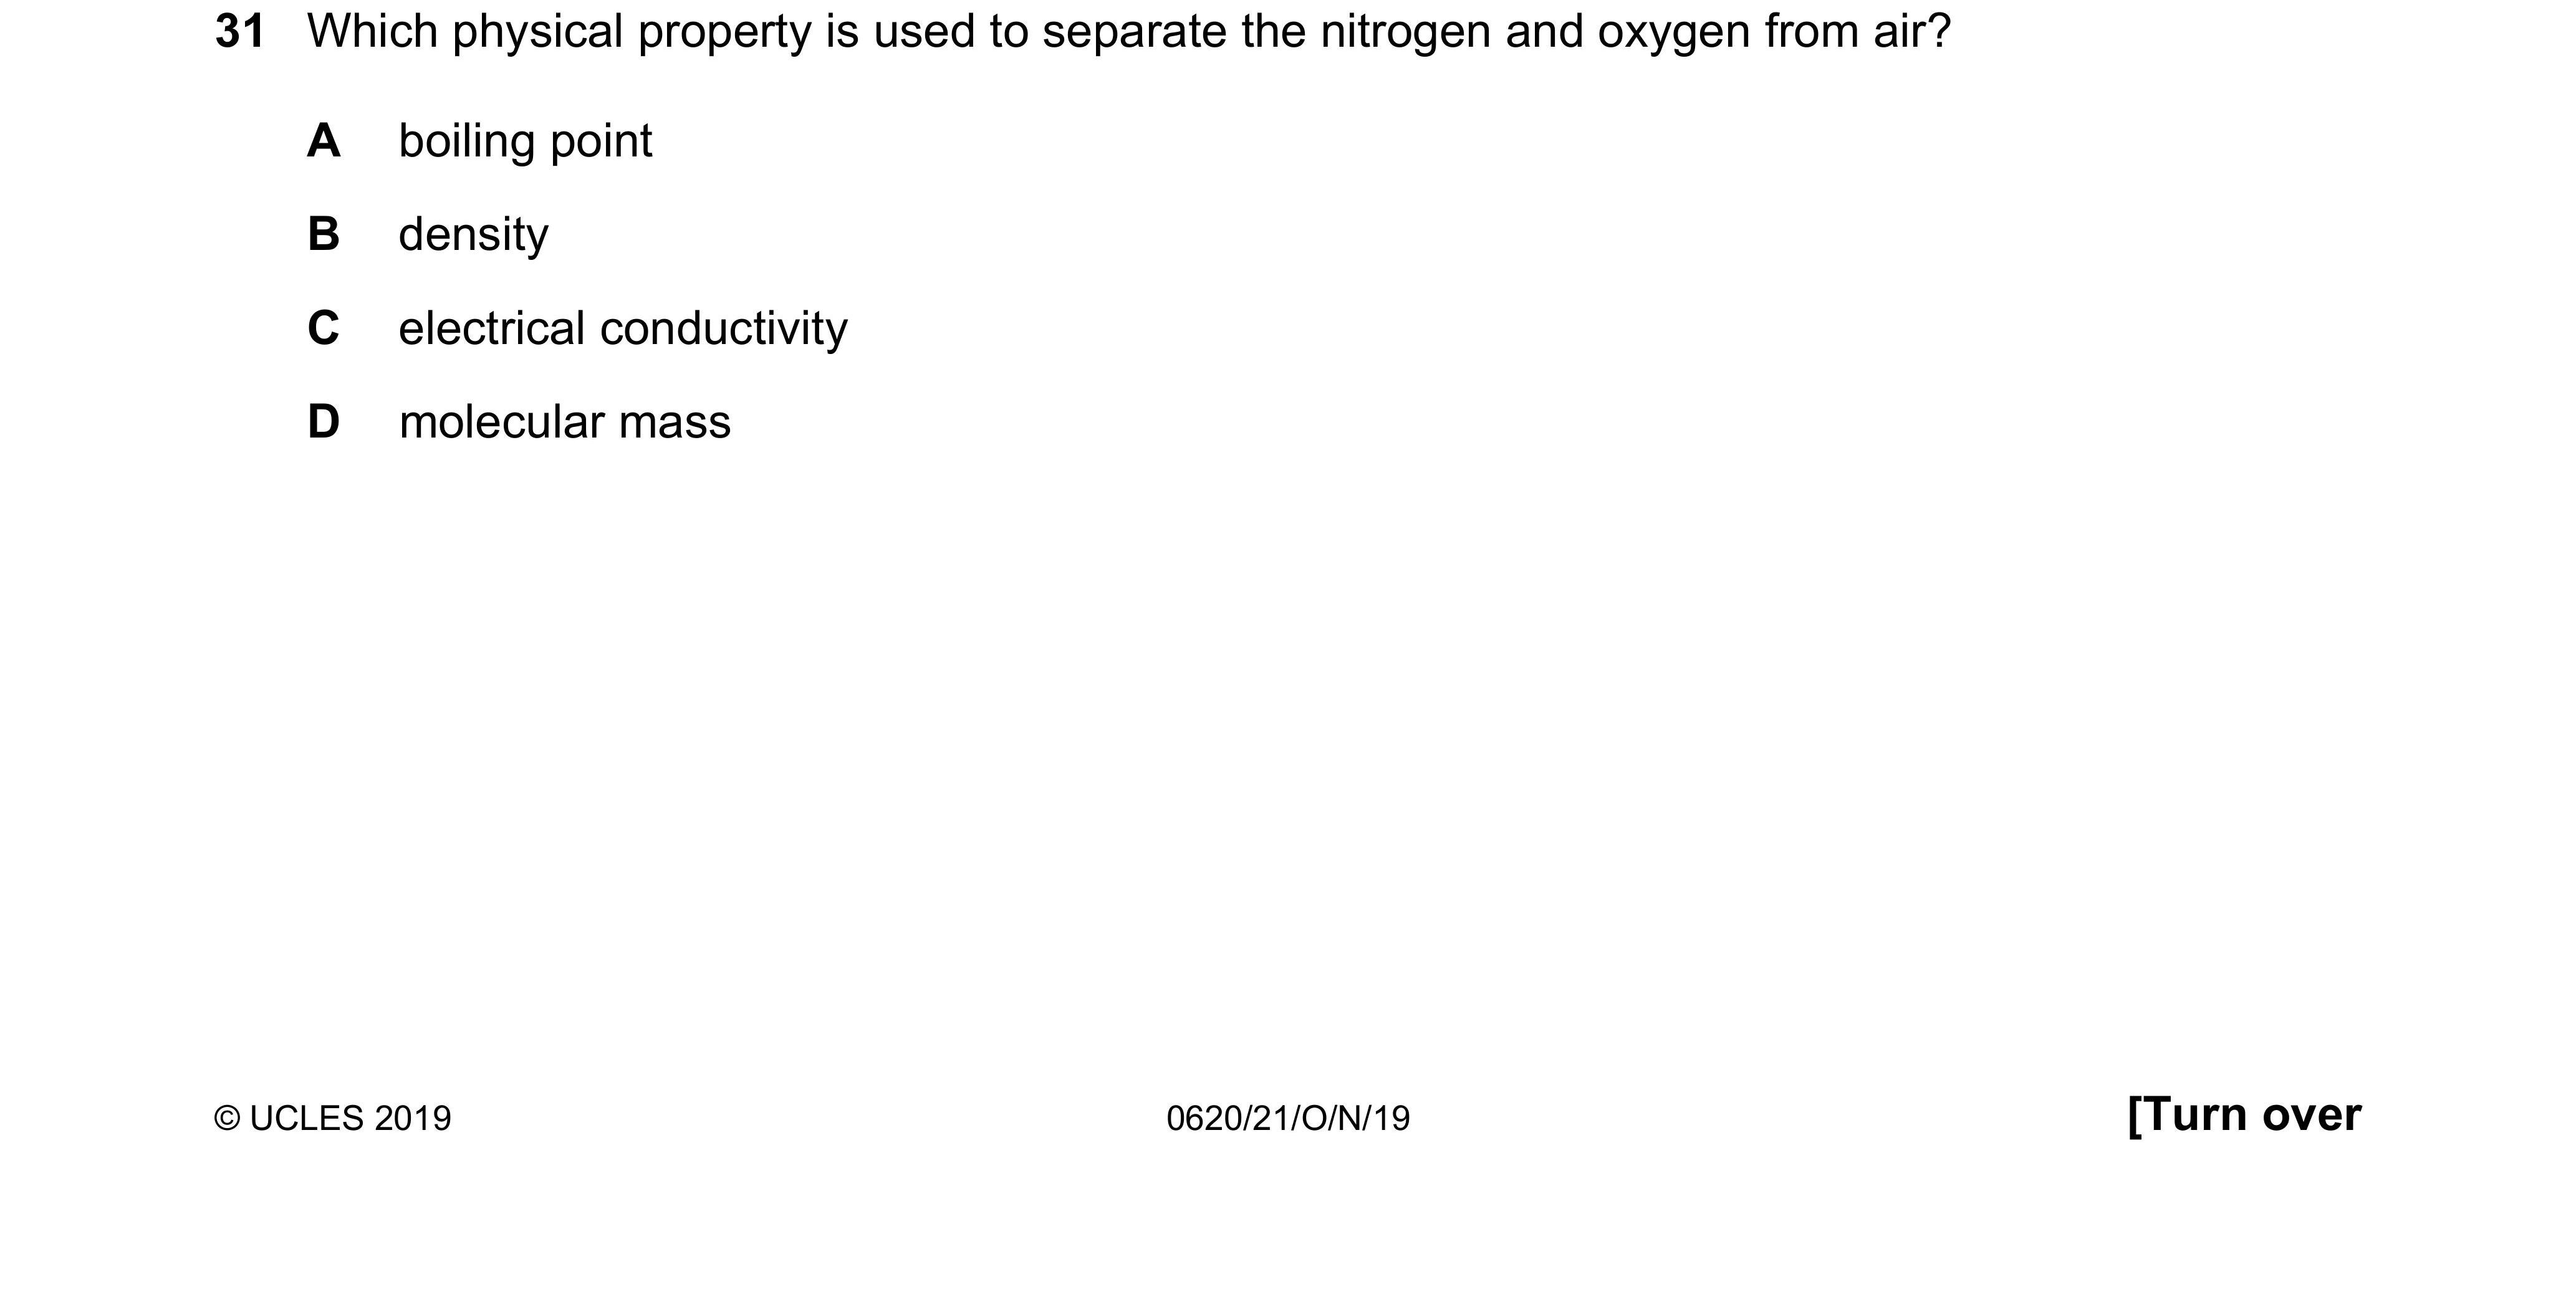 31 Which physical property is used to separate the nitrogen and oxygen from air?
A boiling point
B density
C electrical conductivity
D molecular mass
© UCLES 2019 0620/21/O/N/19 [Turn over